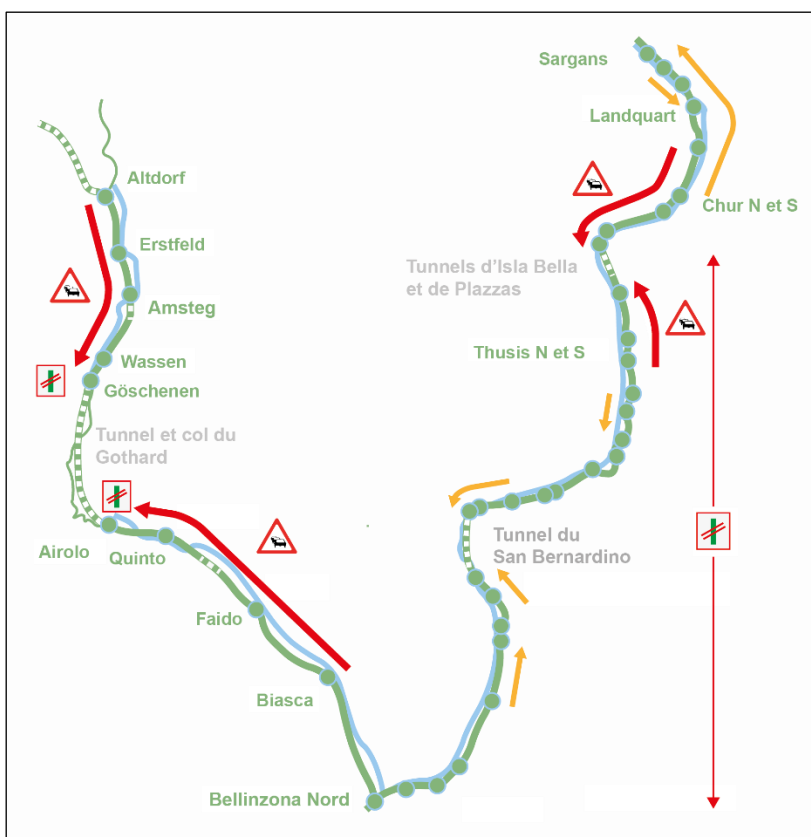 Sargans
Landquart
Altdorf
Chur N et S
Erstfeld
Tunnels d'Isla Bella
et de Plazzas
Amsteg
Thusis N et S
Wassen
Göschenen
Tunnel et col du
Gothard
Airolo
Quinto
Tunnel du
San Bernardino
Faido
Biasca
Bellinzona Nord